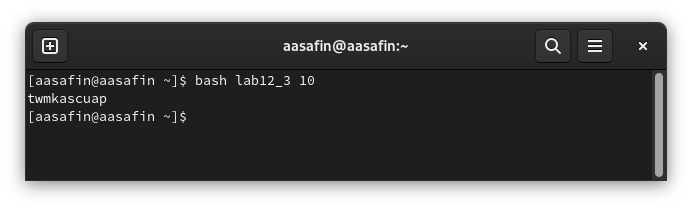 aasafin@aasafin:~
[aasafin@aasafin ~]$ bash lab12_3 10
twmkascuap
[aasafin@aasafin ~]$